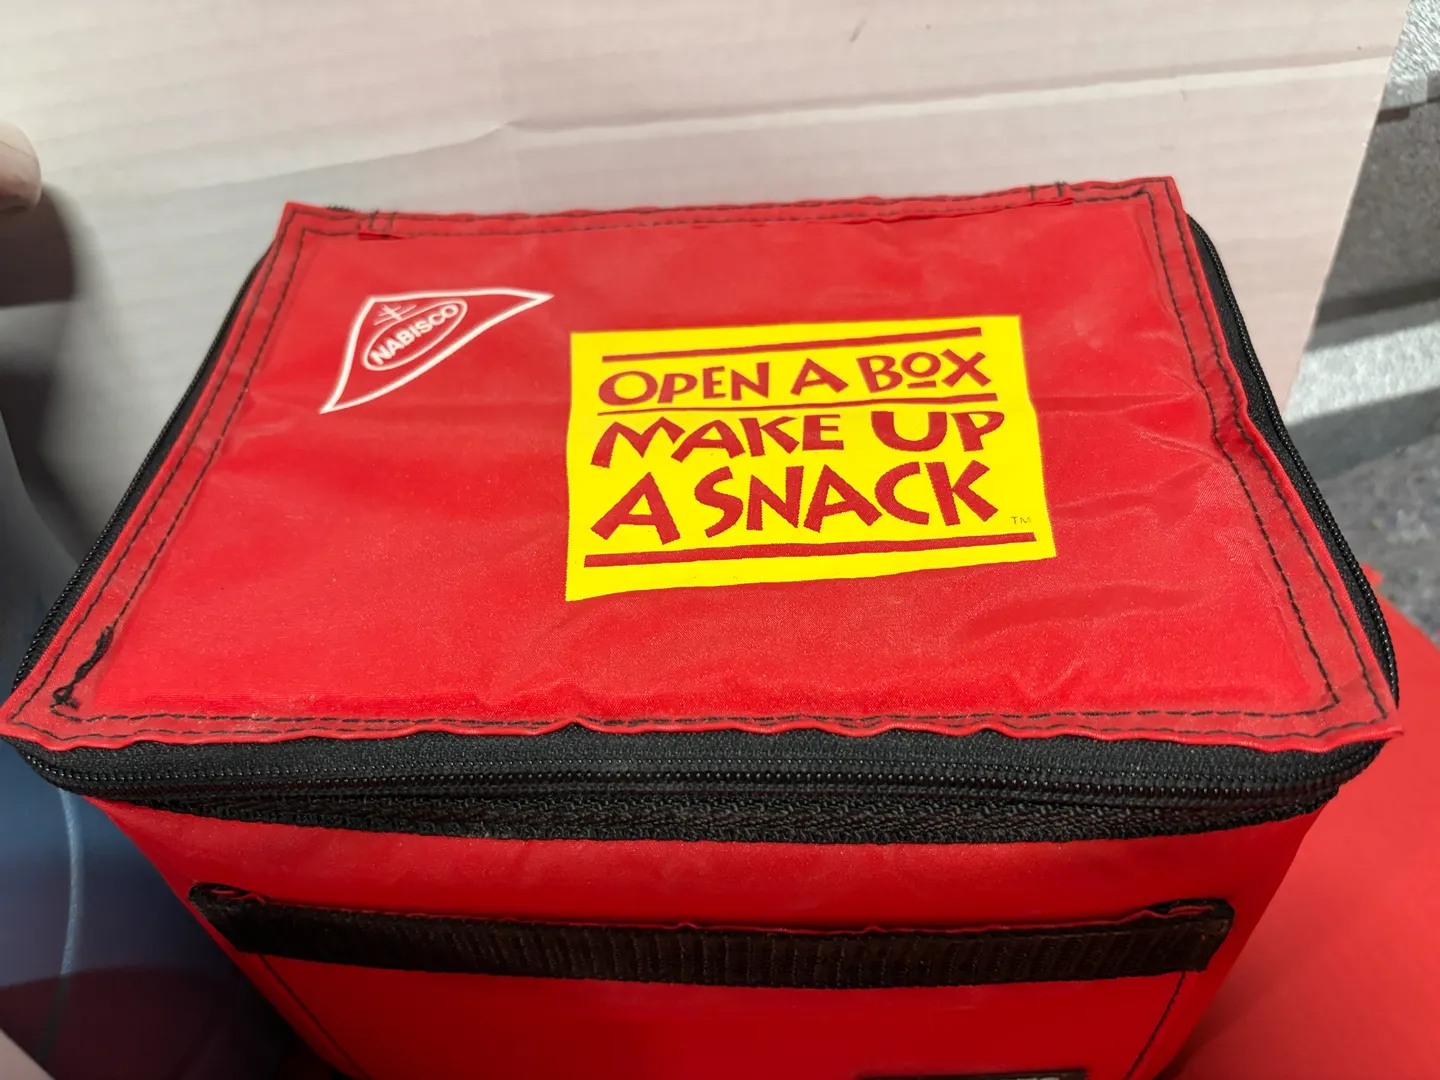 NABISCO
OPEN A BOX
MAKE UP
A SNACK
TM